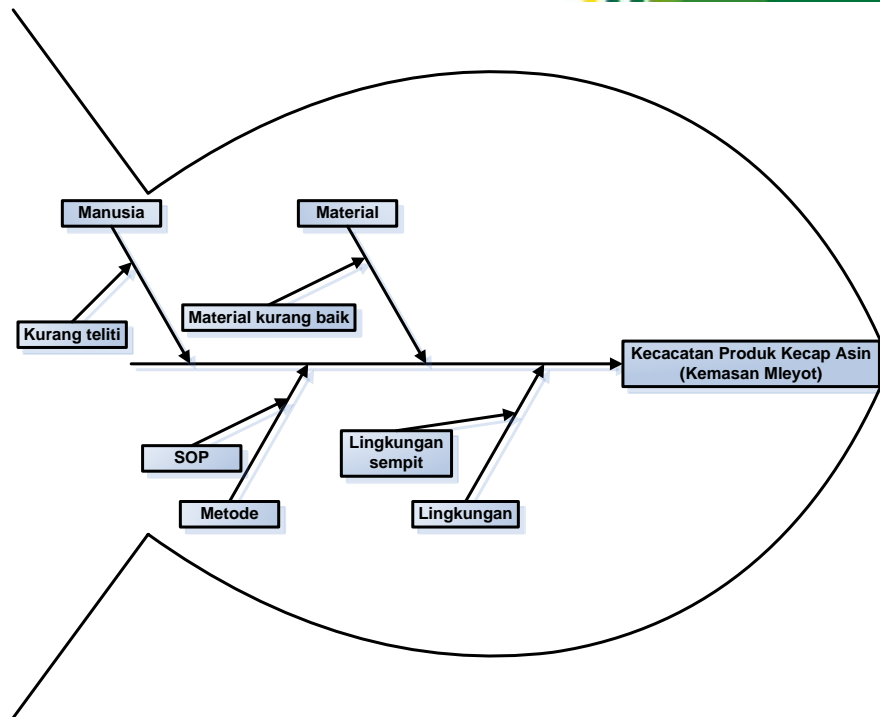 Manusia
Material
Kurang teliti
Material kurang baik
Kecacatan Produk Kecap Asin
(Kemasan Mleyot)
SOP
Lingkungan
sempit
Metode
Lingkungan